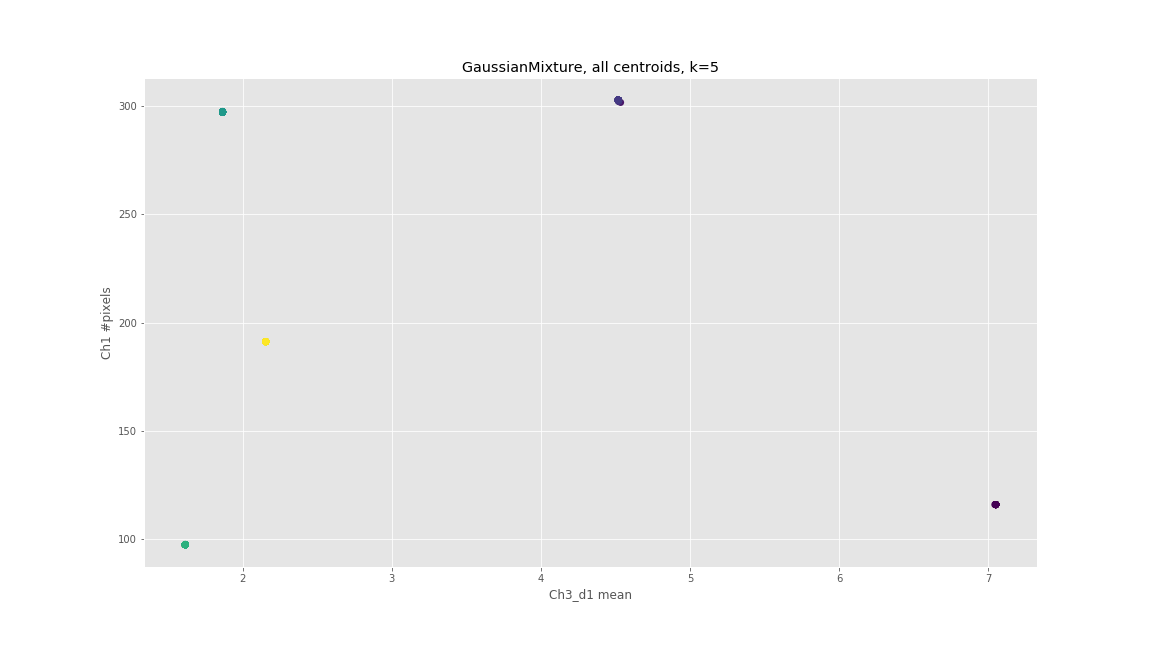 GaussianMixture, all centroids, k=5
300
250
200
150
100
Ch1 #pixels
2 3 4 5 6 7
Ch3_d1 mean